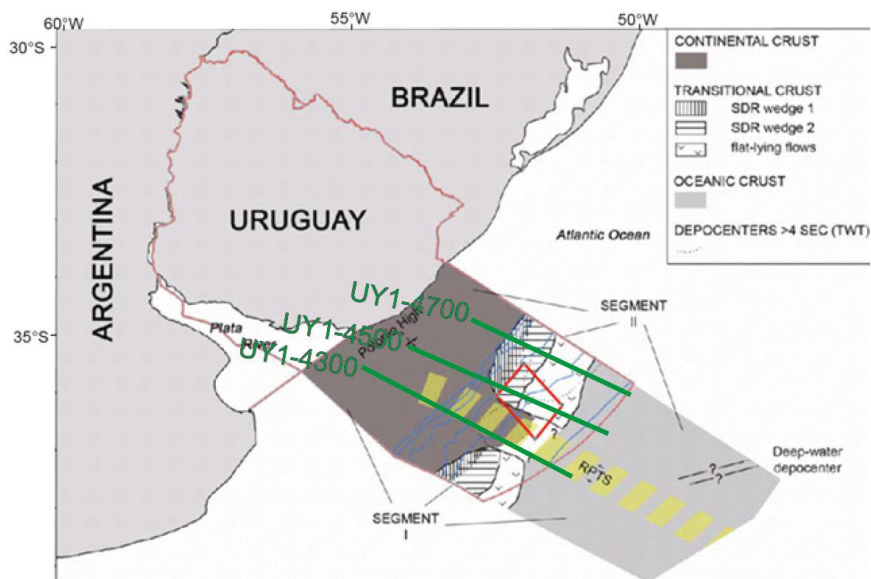 60°W
55°W
50°W
30°S
35°S
BRAZIL
URUGUAY
ARGENTINA
Atlantic Ocean
Plata
River
UY1-4700
UY1-4500
UY1-4300
SEGMENT
II
SEGMENT
I
RPTS
?
?
?
?
Deep-water
depocenter
CONTINENTAL CRUST
TRANSITIONAL CRUST
SDR wedge 1
SDR wedge 2
flat-lying flows
OCEANIC CRUST
DEPOCENTERS >4 SEC (TWT)